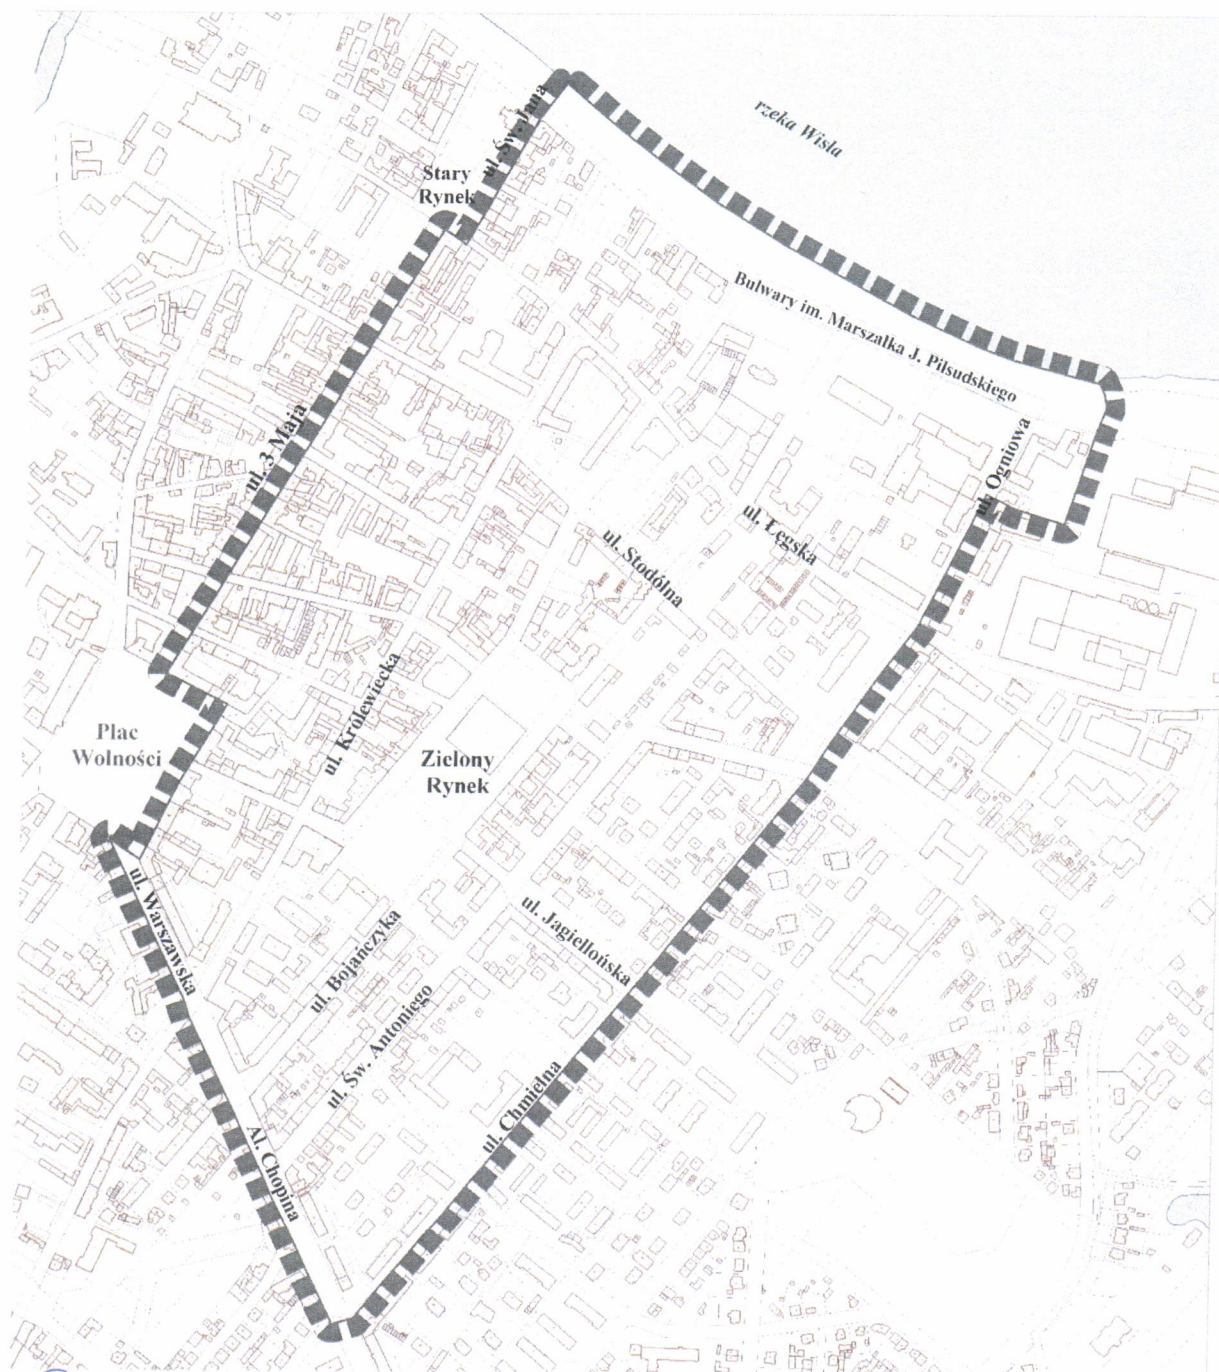 rzeka Wisła
ul. Św. Jana
Stary
Rynek
Bulwary im. Marszałka J. Piłsudskiego
ul. 3 Maja
ul. Ogniowa
ul. Łęgska
ul. Stodólna
ul. Królewiecka
Plac
Wolności
Zielony
Rynek
ul. Warszawska
ul. Bojańczyka
ul. Jagiellońska
ul. Św. Antoniego
ul. Chmielna
Al. Chopina